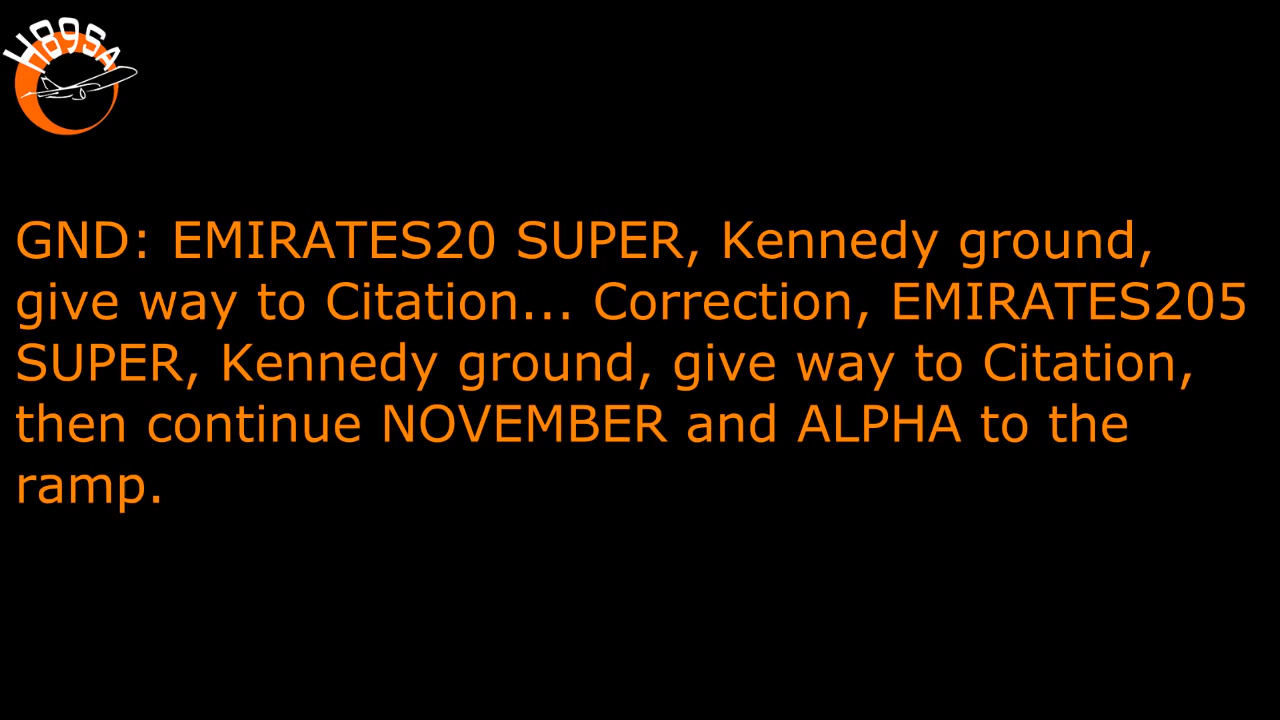 H89SA
GND: EMIRATES20 SUPER, Kennedy ground,
give way to Citation... Correction, EMIRATES205
SUPER, Kennedy ground, give way to Citation,
then continue NOVEMBER and ALPHA to the
ramp.